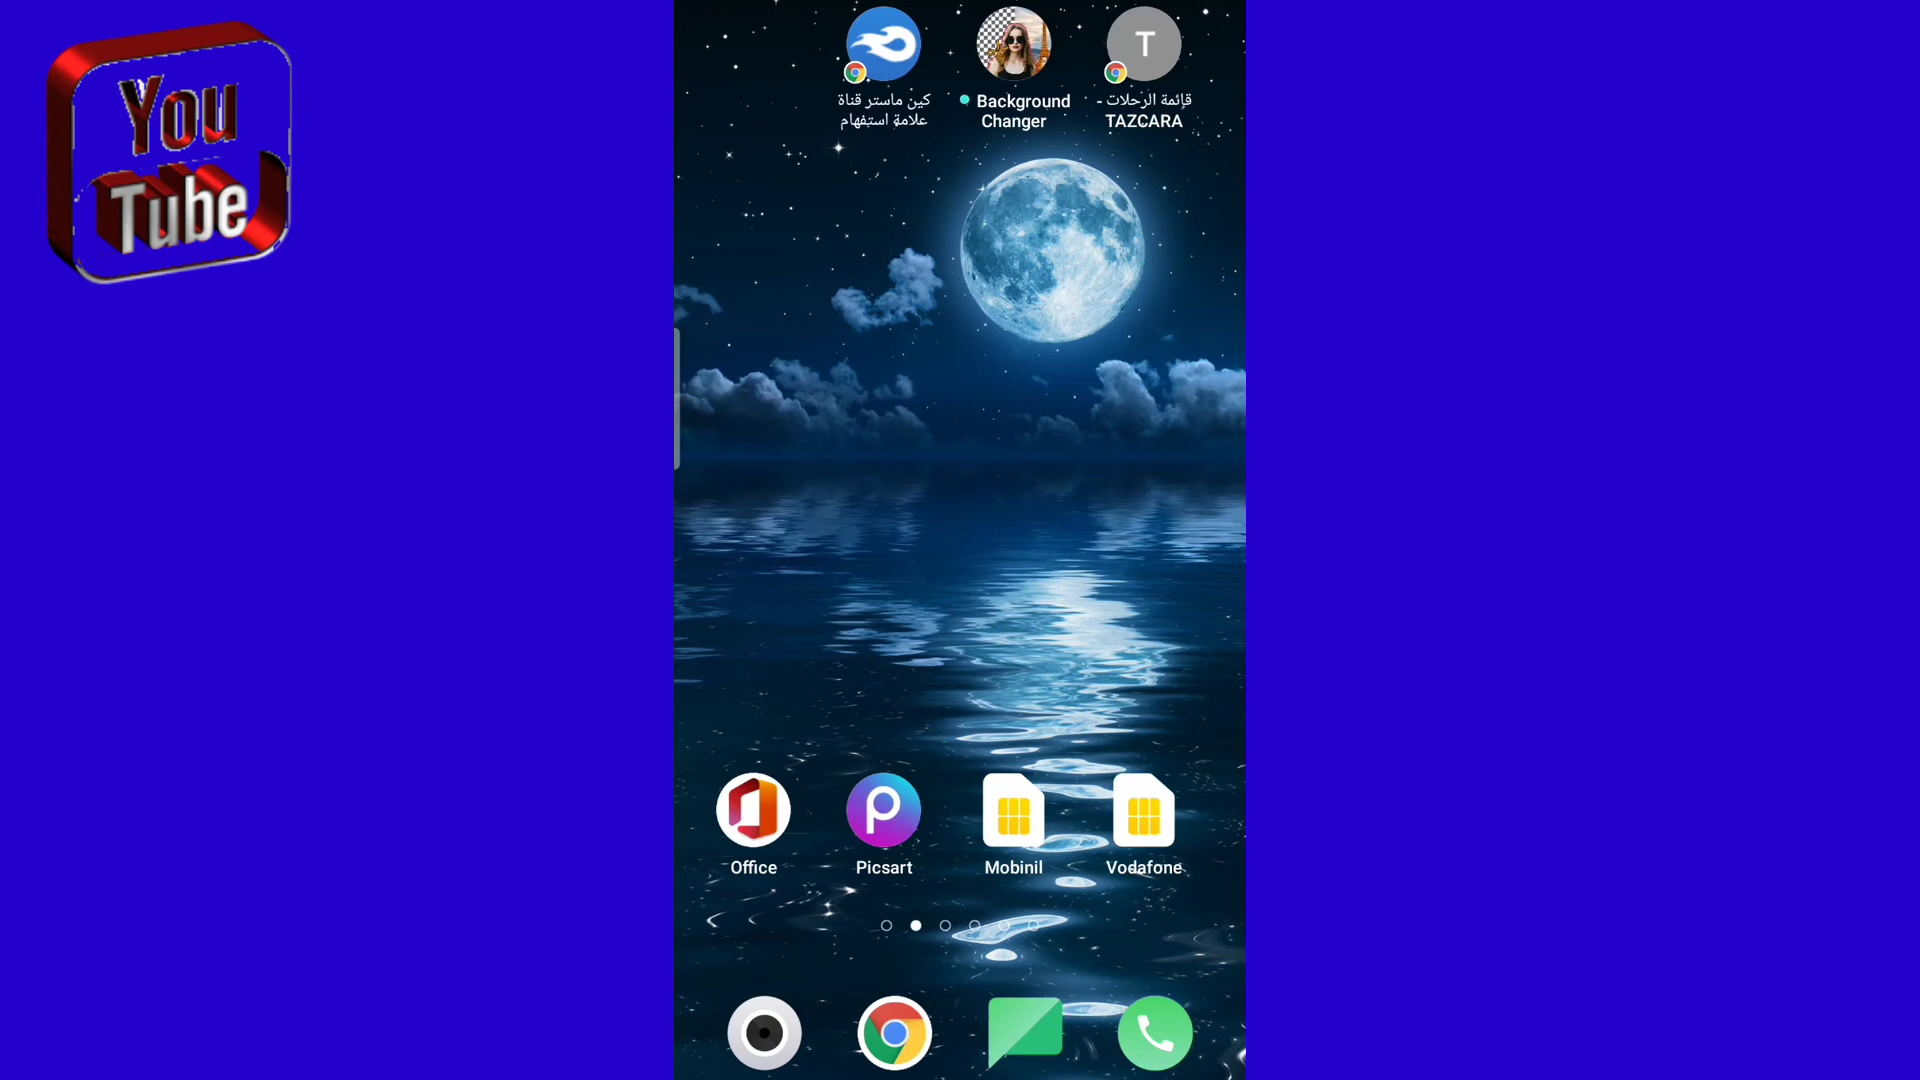 You
Tube
كين ماستر قناة
علامة استفهام
Background
Changer
T
قائمة الرحلات -
TAZCARA
Office
Picsart
Mobinil
Vodafone